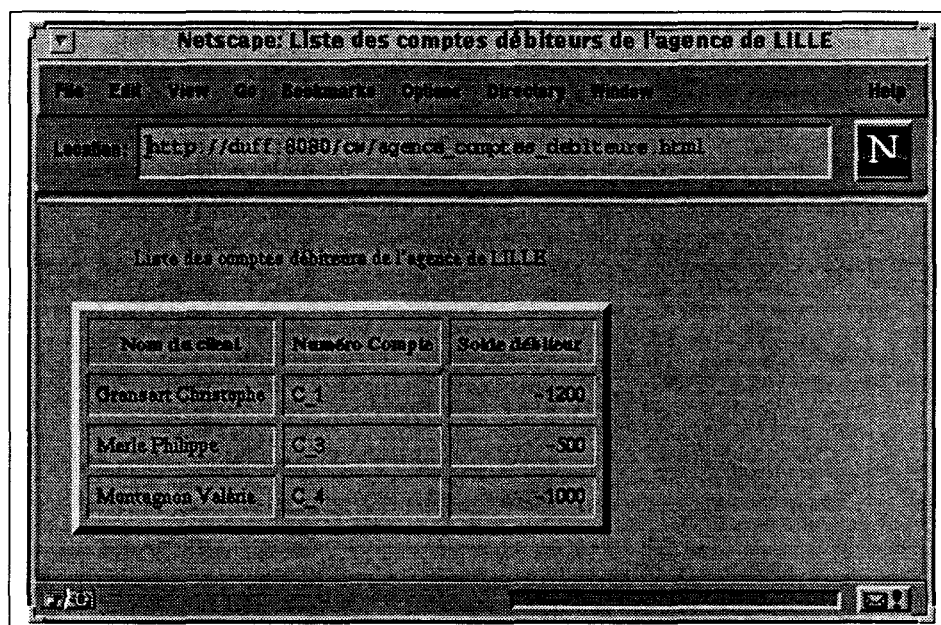 Netscape: Liste des comptes débiteurs de l'agence de LILLE
File Edit View Go Bookmarks Options Directory Window Help
Location: http://duff:8080/cw/agence_comptes_debiteurs.html
N
Liste des comptes débiteurs de l'agence de LILLE
Nom du client Numéro Compte Solde débiteur
Gransart Christophe C_1 -1200
Merle Philippe C_3 -500
Montagnon Valérie C_4 -1000